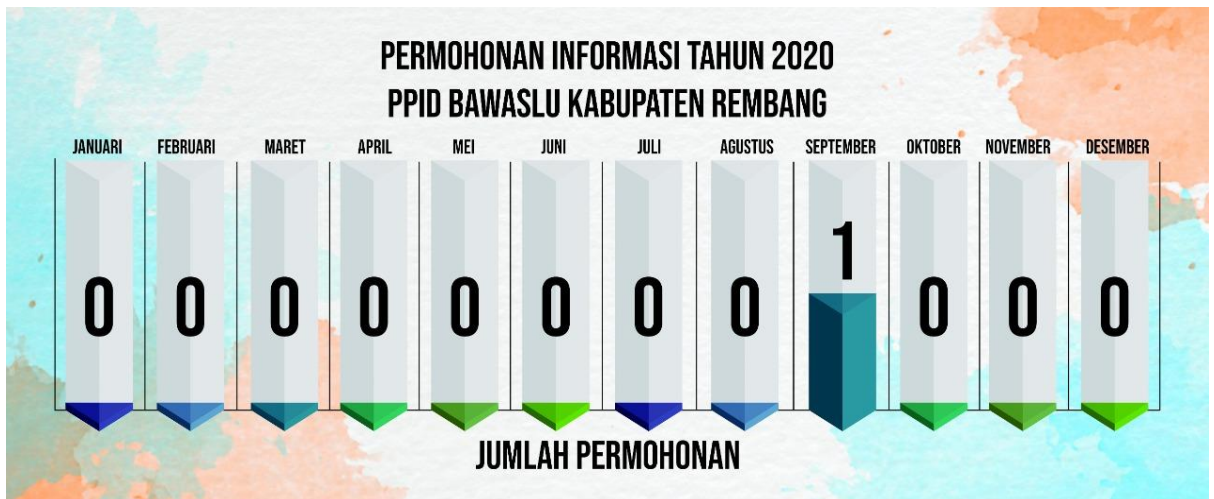 PERMOHONAN INFORMASI TAHUN 2020
PPID BAWASLU KABUPATEN REMBANG
JANUARI FEBRUARI MARET APRIL MEI JUNI JULI AGUSTUS SEPTEMBER OKTOBER NOVEMBER DESEMBER
0 0 0 0 0 0 0 0 1 0 0 0
JUMLAH PERMOHONAN